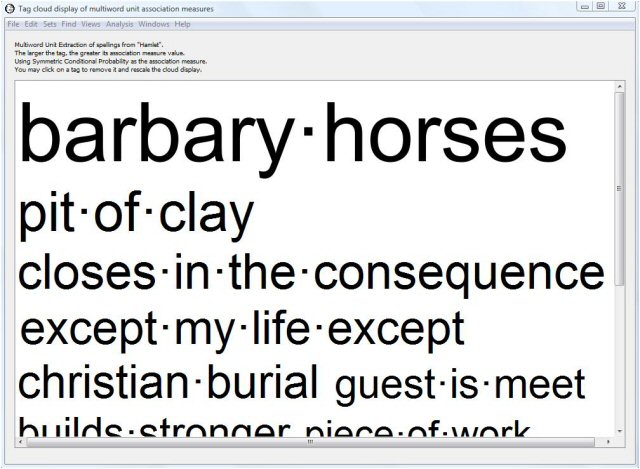 Tag cloud display of multiword unit association measures
File Edit Sets Find Views Analysis Windows Help
Multiword Unit Extraction of spellings from "Hamlet".
The larger the tag, the greater its association measure value.
Using Symmetric Conditional Probability as the association measure.
You may click on a tag to remove it and rescale the cloud display.
barbary·horses
pit·of·clay
closes·in·the·consequence
except·my·life·except
christian·burial guest·is·meet
builds·stronger piece·of·work